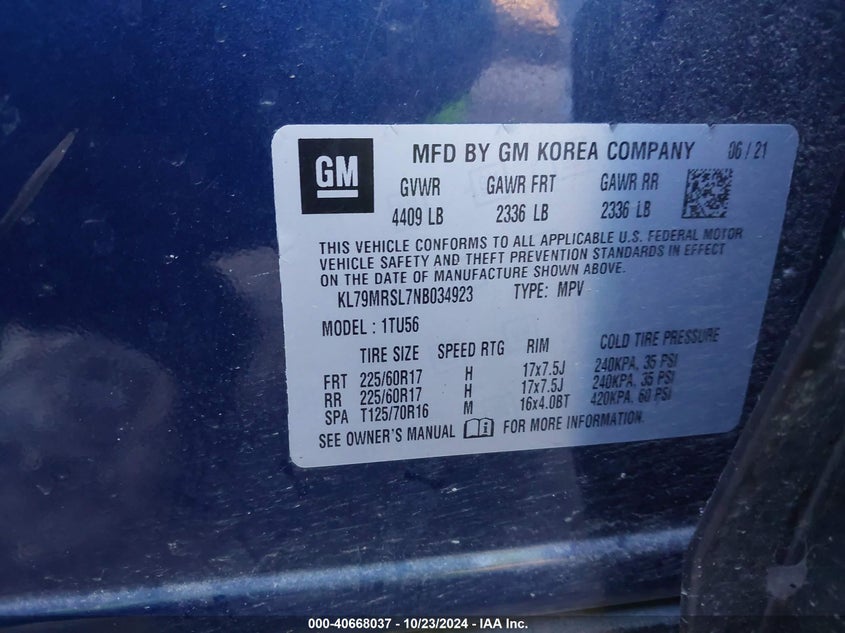 GM
MFD BY GM KOREA COMPANY 06/21
GVWR GAWR FRT GAWR RR
4409 LB 2336 LB 2336 LB
THIS VEHICLE CONFORMS TO ALL APPLICABLE U.S. FEDERAL MOTOR
VEHICLE SAFETY AND THEFT PREVENTION STANDARDS IN EFFECT
ON THE DATE OF MANUFACTURE SHOWN ABOVE.
KL79MRSL7NB034923 TYPE: MPV
MODEL : 1TU56
TIRE SIZE SPEED RTG RIM COLD TIRE PRESSURE
FRT 225/60R17 H 17x7.5J 240KPA, 35 PSI
RR 225/60R17 H 17x7.5J 240KPA, 35 PSI
SPA T125/70R16 M 16x4.0BT 420KPA, 60 PSI
SEE OWNER'S MANUAL FOR MORE INFORMATION.
000-40668037 - 10/23/2024 - IAA Inc.